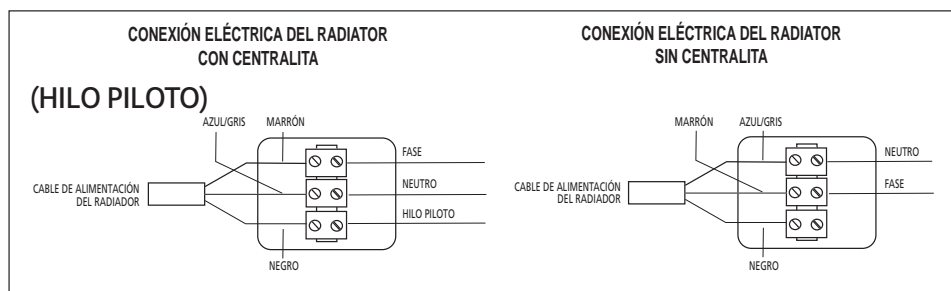 CONEXIÓN ELÉCTRICA DEL RADIATOR
CON CENTRALITA
(HILO PILOTO)
AZUL/GRIS
MARRÓN
FASE
CABLE DE ALIMENTACIÓN
DEL RADIADOR
NEUTRO
HILO PILOTO
NEGRO
CONEXIÓN ELÉCTRICA DEL RADIATOR
SIN CENTRALITA
MARRÓN
AZUL/GRIS
NEUTRO
CABLE DE ALIMENTACIÓN
DEL RADIADOR
FASE
NEGRO